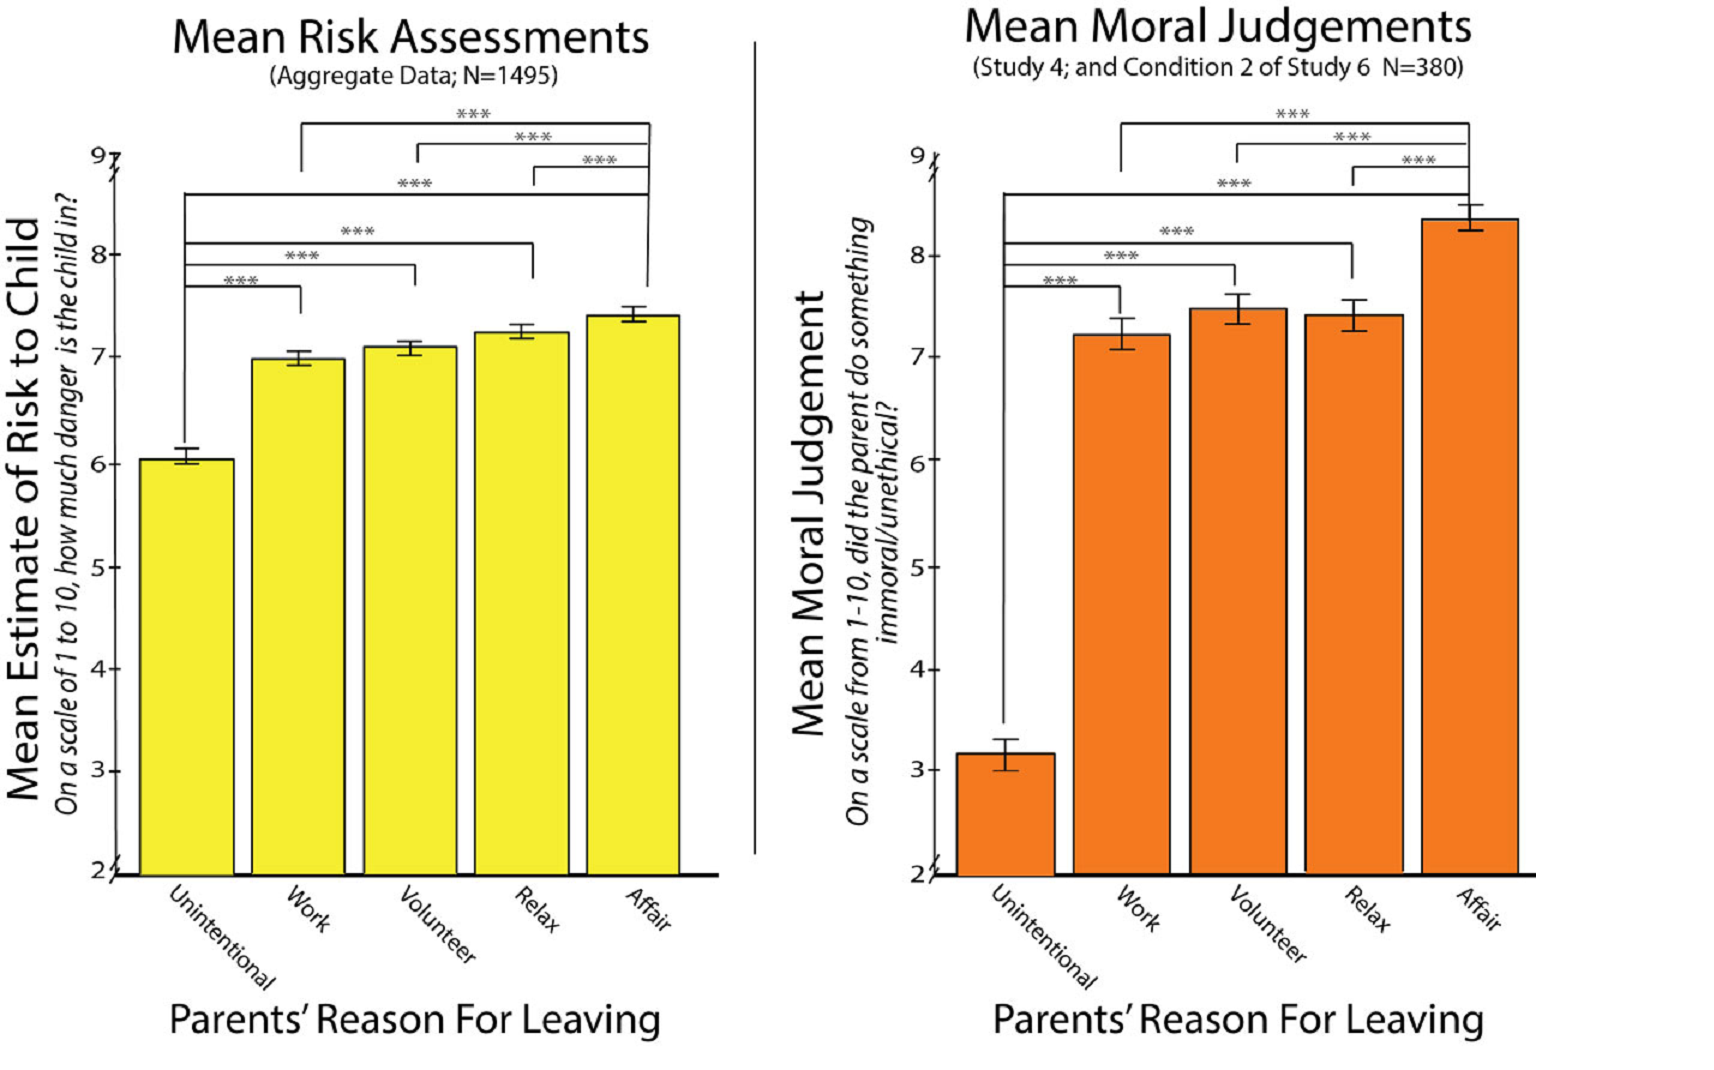 Mean Risk Assessments
(Aggregate Data; N=1495)
***
***
***
***
***
***
***
9
8
7
6
5
4
3
2
Mean Estimate of Risk to Child
On a scale of 1 to 10, how much danger is the child in?
Unintentional
Work
Volunteer
Relax
Affair
Parents' Reason For Leaving
Mean Moral Judgements
(Study 4; and Condition 2 of Study 6 N=380)
***
***
***
***
***
***
***
9
8
7
6
5
4
3
2
Mean Moral Judgement
On a scale from 1-10, did the parent do something
immoral/unethical?
Unintentional
Work
Volunteer
Relax
Affair
Parents' Reason For Leaving